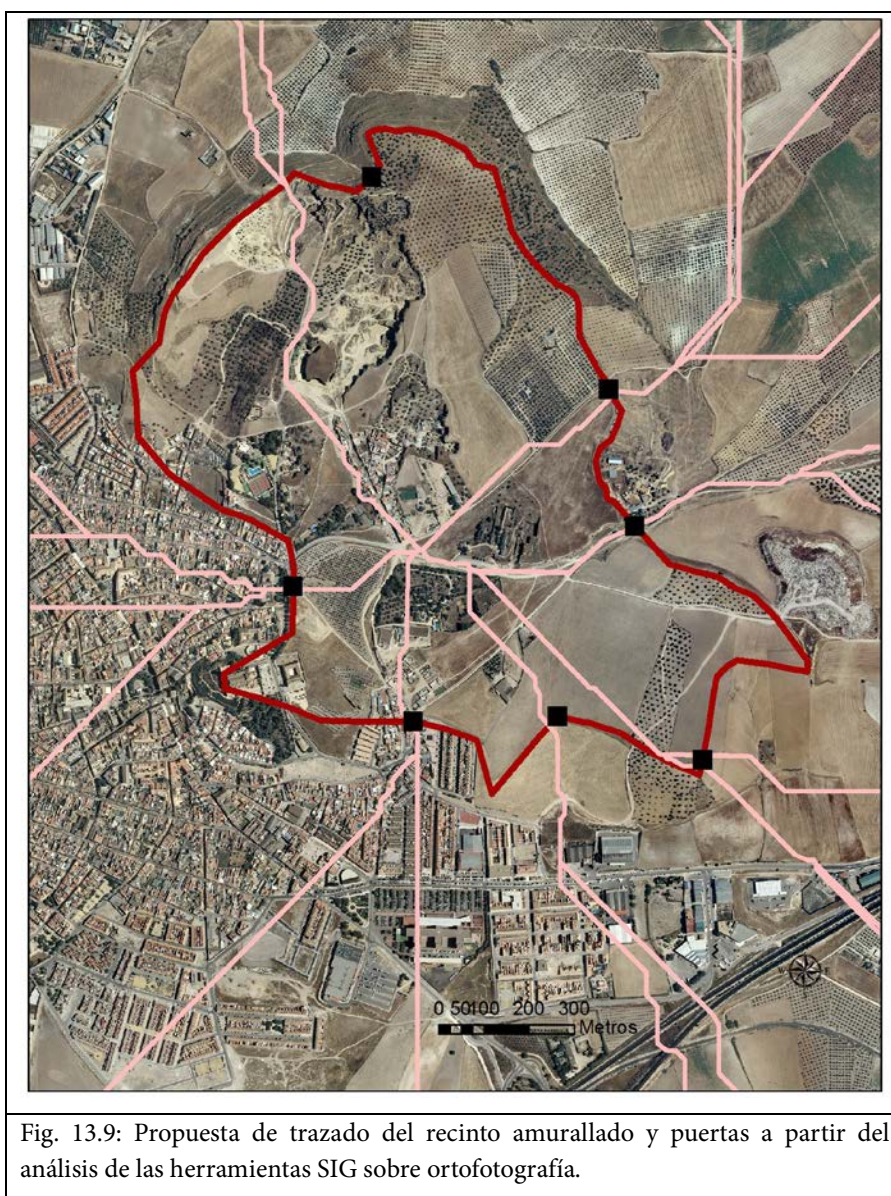 0 50100 200 300
Metros
Fig. 13.9: Propuesta de trazado del recinto amurallado y puertas a partir del
análisis de las herramientas SIG sobre ortofotografía.